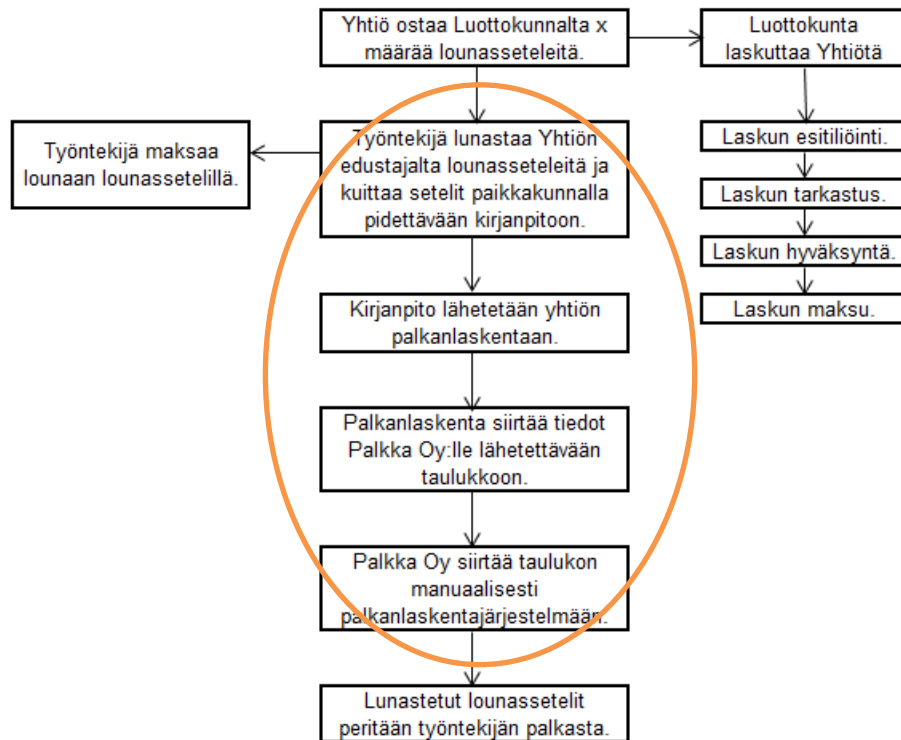 Yhtiö ostaa Luottokunnalta x
määrää lounasseteleitä.
Luottokunta
laskuttaa Yhtiötä
Työntekijä maksaa
lounaan lounassetelillä.
Työntekijä lunastaa Yhtiön
edustajalta lounasseteleitä ja
kuittaa setelit paikkakunnalla
pidettävään kirjanpitoon.
Laskun esitiliöinti.
Laskun tarkastus.
Laskun hyväksyntä.
Laskun maksu.
Kirjanpito lähetetään yhtiön
palkanlaskentaan.
Palkanlaskenta siirtää tiedot
Palkka Oy:lle lähetettävään
taulukkoon.
Palkka Oy siirtää taulukon
manuaalisesti
palkanlaskentajärjestelmään.
Lunastetut lounassetelit
peritään työntekijän palkasta.